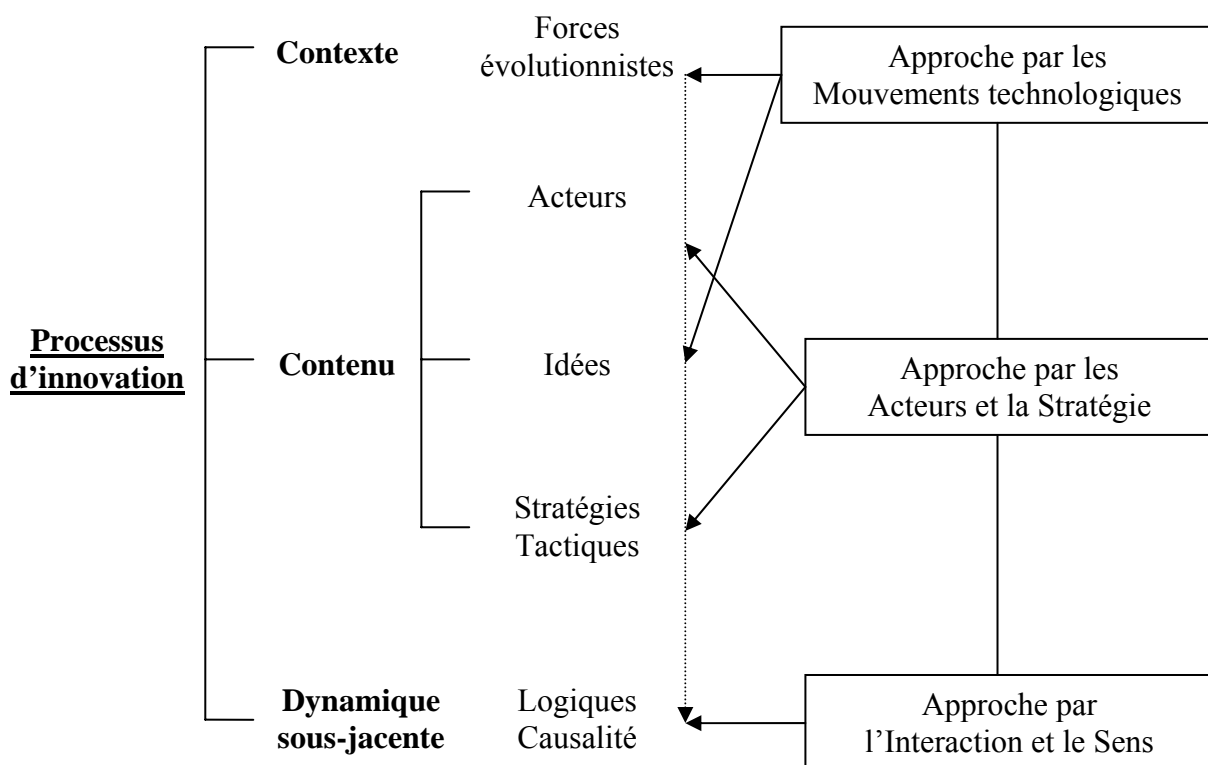 Contexte
Forces
évolutionnistes
Approche par les
Mouvements technologiques
Acteurs
Processus
d’innovation
Contenu
Idées
Approche par les
Acteurs et la Stratégie
Stratégies
Tactiques
Dynamique
sous-jacente
Logiques
Causalité
Approche par
l’Interaction et le Sens